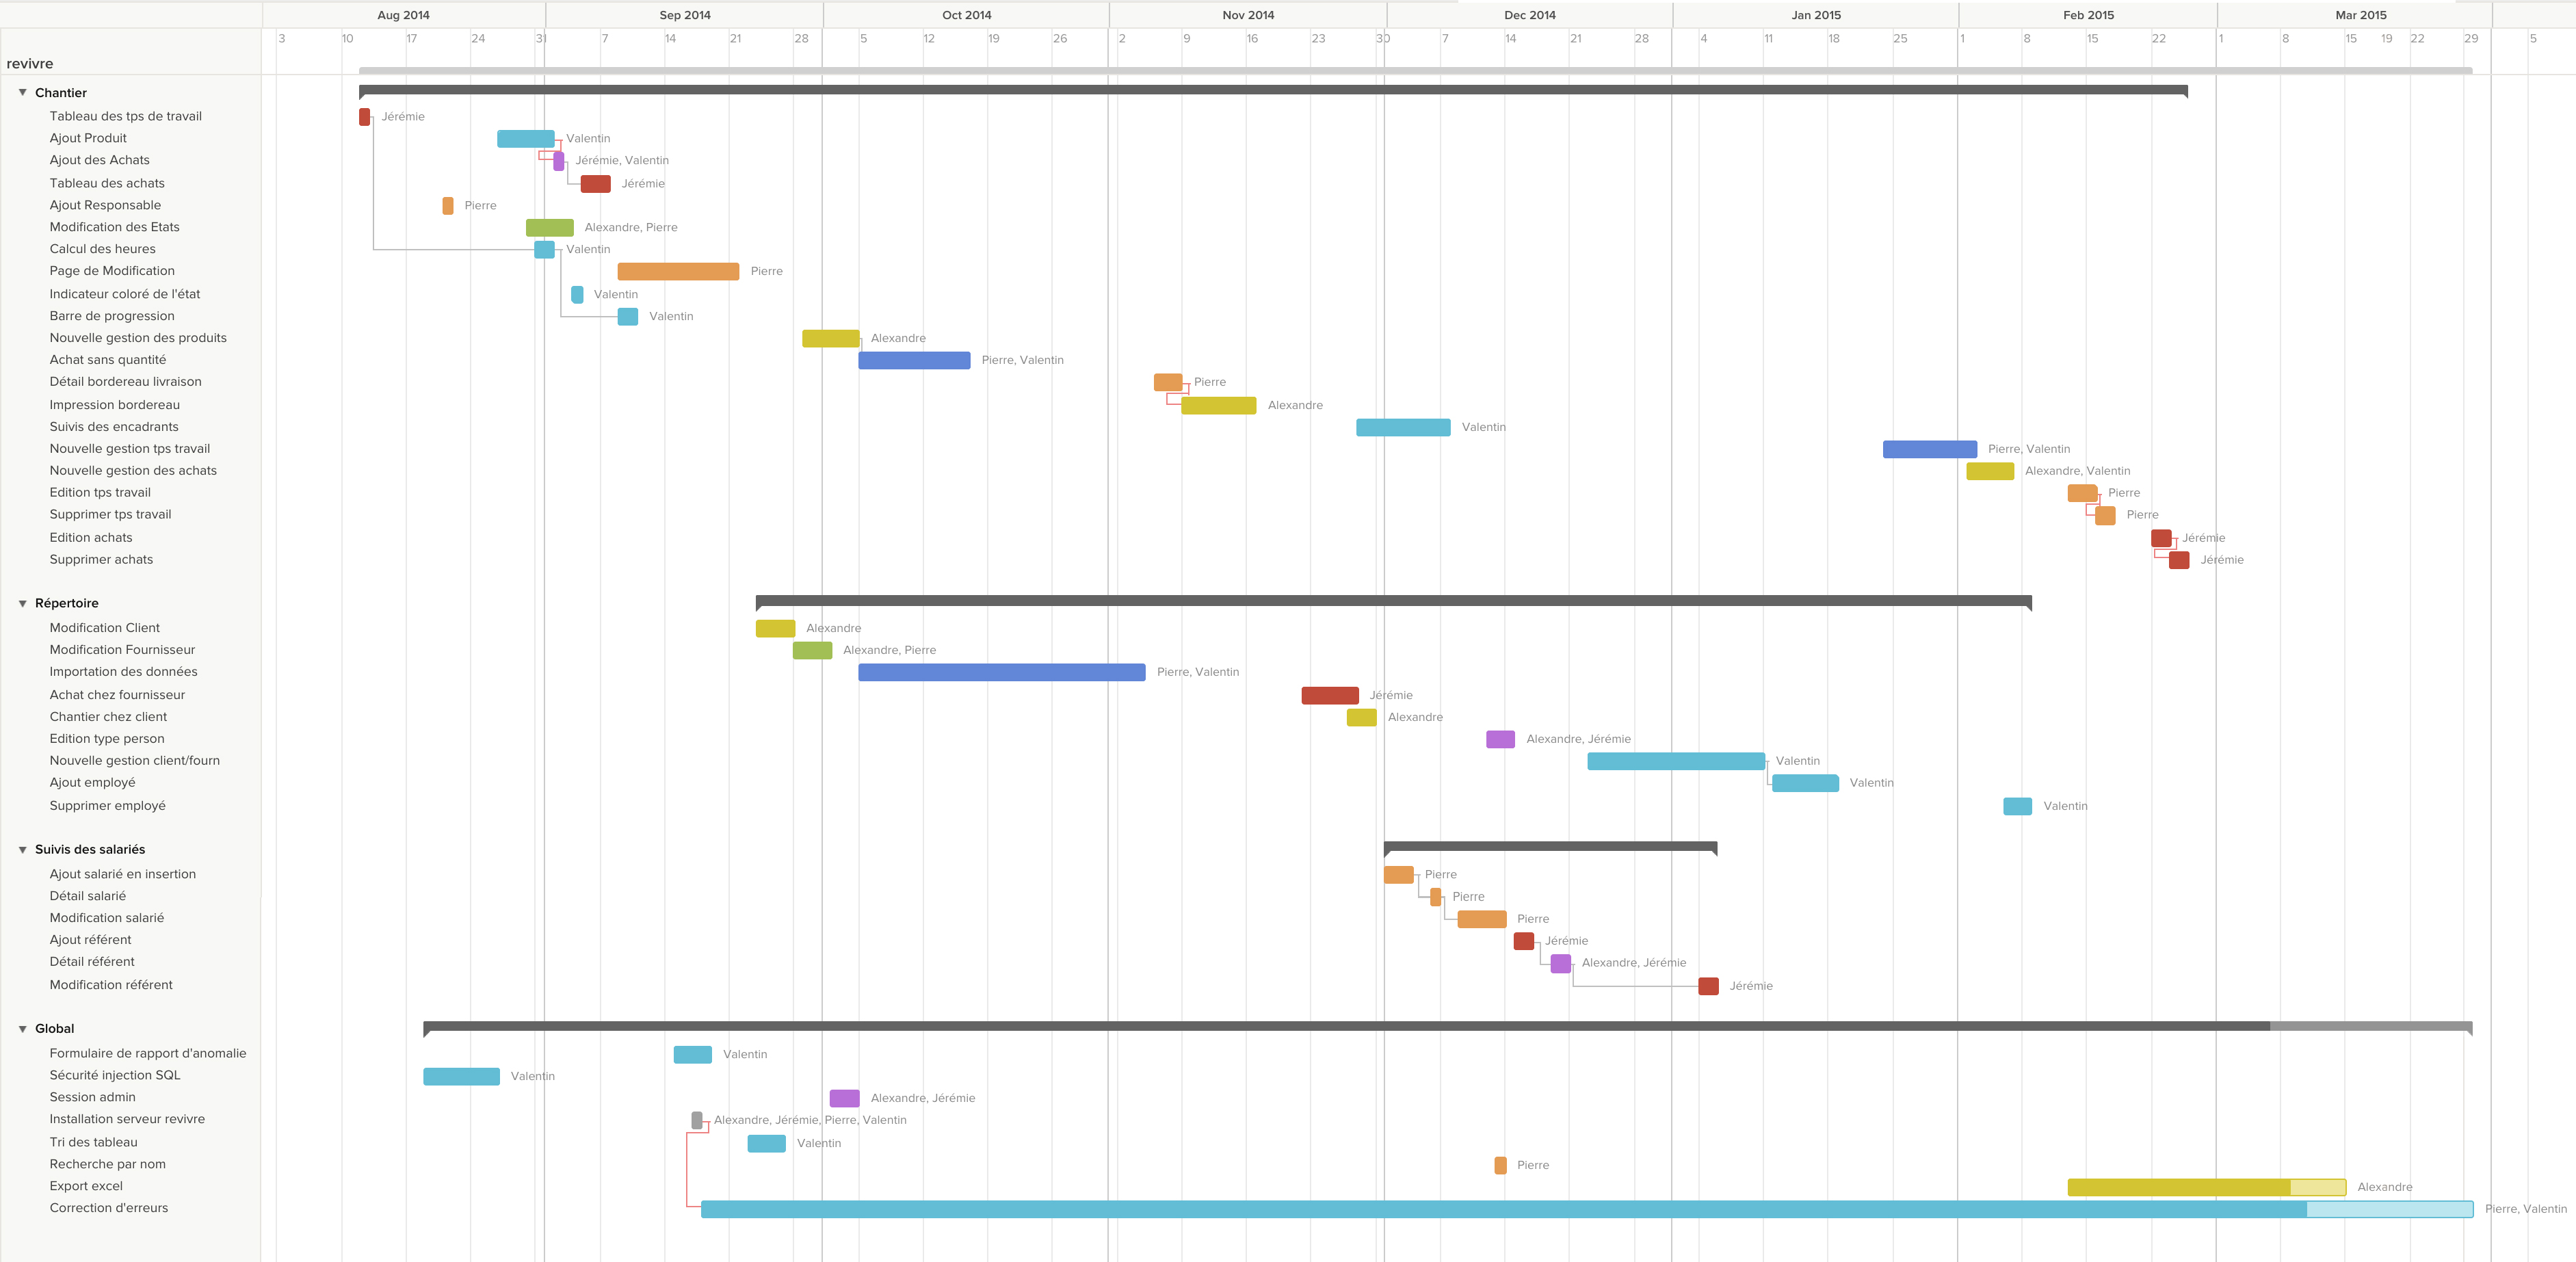 Aug 2014 Sep 2014 Oct 2014 Nov 2014 Dec 2014 Jan 2015 Feb 2015 Mar 2015
3 10 17 24 31 7 14 21 28 5 12 19 26 2 9 16 23 30 7 14 21 28 4 11 18 25 1 8 15 22 1 8 15 19 22 29 5
revivre
Chantier
Tableau des tps de travail Jérémie
Ajout Produit Valentin
Ajout des Achats Jérémie, Valentin
Tableau des achats Jérémie
Ajout Responsable Pierre
Modification des Etats Alexandre, Pierre
Calcul des heures Valentin
Page de Modification Pierre
Indicateur coloré de l'état Valentin
Barre de progression Valentin
Nouvelle gestion des produits Alexandre
Achat sans quantité Pierre, Valentin
Détail bordereau livraison Pierre
Impression bordereau Alexandre
Suivis des encadrants Valentin
Nouvelle gestion tps travail Pierre, Valentin
Nouvelle gestion des achats Alexandre, Valentin
Edition tps travail Pierre
Supprimer tps travail Pierre
Edition achats Jérémie
Supprimer achats Jérémie
Répertoire
Modification Client Alexandre
Modification Fournisseur Alexandre, Pierre
Importation des données Pierre, Valentin
Achat chez fournisseur Jérémie
Chantier chez client Alexandre
Edition type person Alexandre, Jérémie
Nouvelle gestion client/fourn Valentin
Ajout employé Valentin
Supprimer employé Valentin
Suivis des salariés
Ajout salarié en insertion Pierre
Détail salarié Pierre
Modification salarié Pierre
Ajout référent Jérémie
Détail référent Alexandre, Jérémie
Modification référent Jérémie
Global
Formulaire de rapport d'anomalie Valentin
Sécurité injection SQL Valentin
Session admin Alexandre, Jérémie
Installation serveur revivre Alexandre, Jérémie, Pierre, Valentin
Tri des tableau Valentin
Recherche par nom Pierre
Export excel Alexandre
Correction d'erreurs Pierre, Valentin